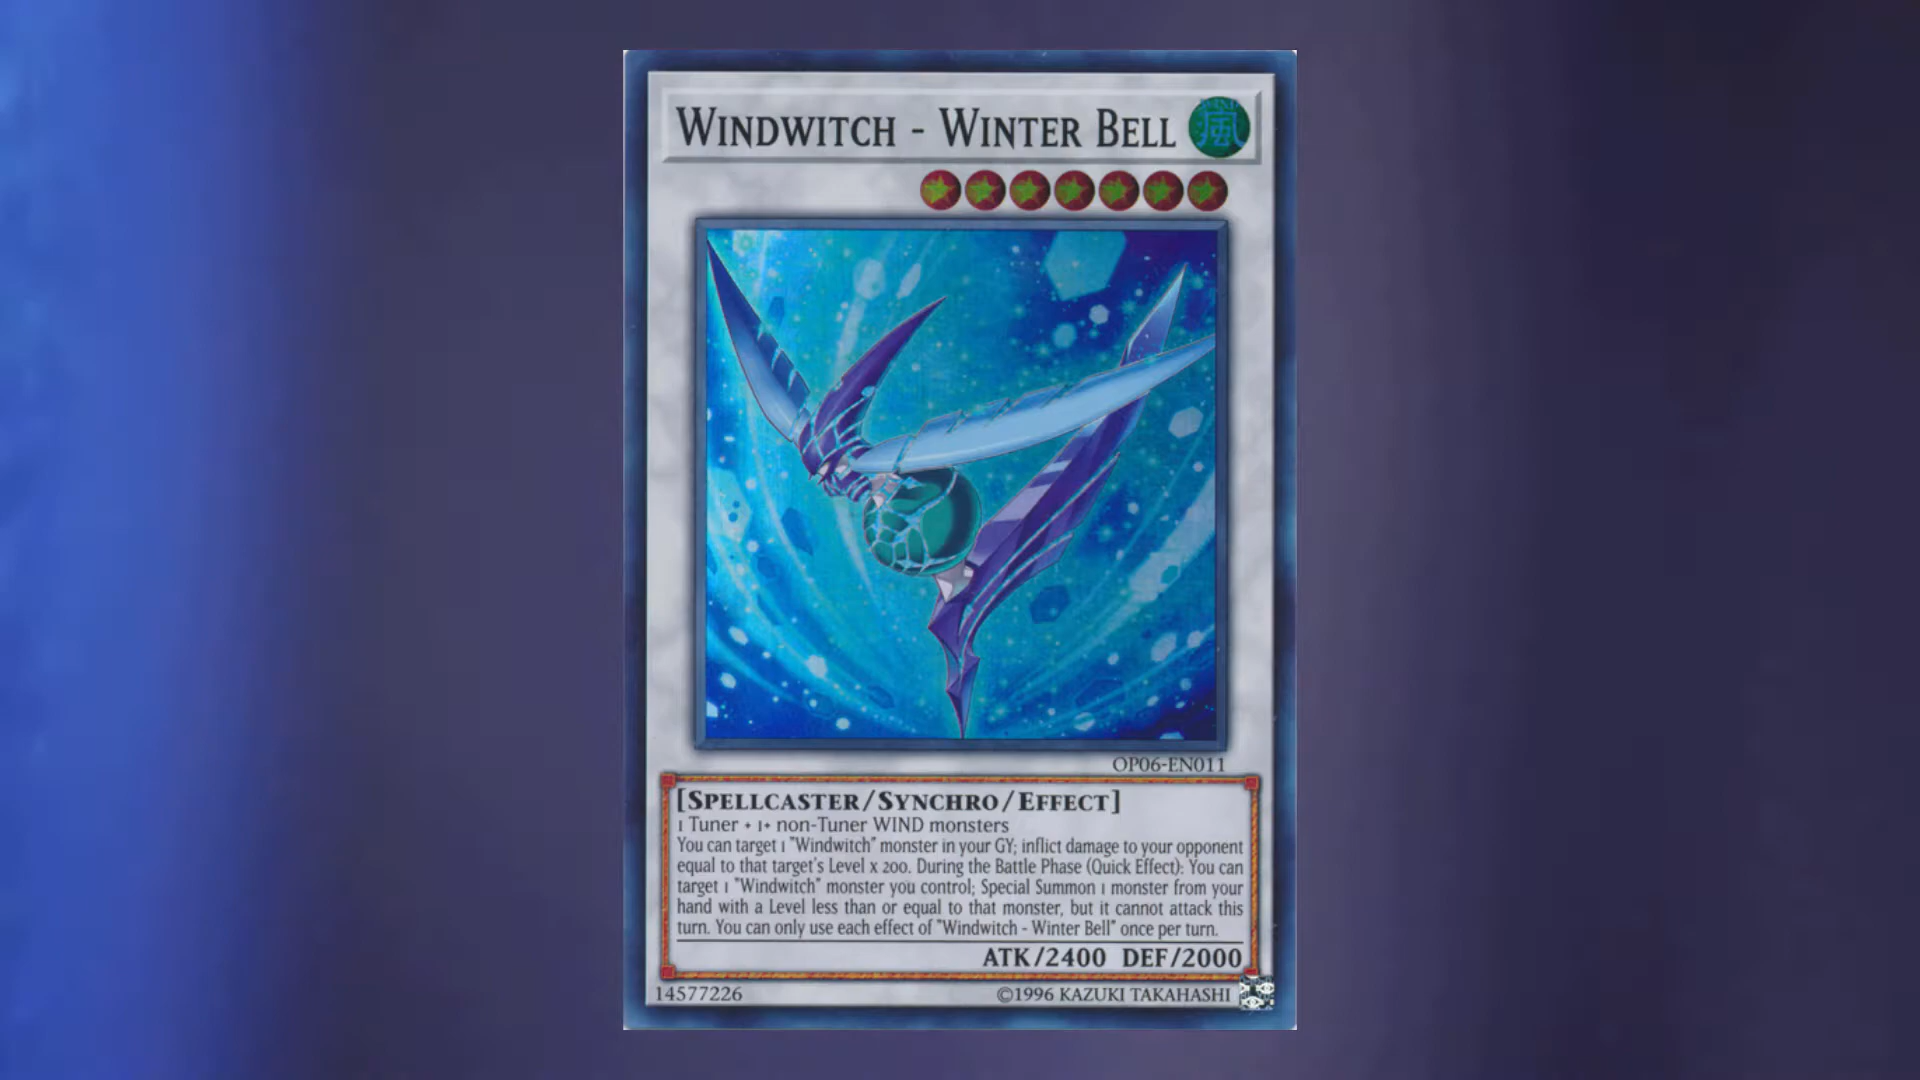 WINDWITCH - WINTER BELL
WIND
風
OP06-EN011
[SPELLCASTER/SYNCHRO/EFFECT]
1 Tuner + 1+ non-Tuner WIND monsters
You can target 1 "Windwitch" monster in your GY; inflict damage to your opponent
equal to that target's Level x 200. During the Battle Phase (Quick Effect): You can
target 1 "Windwitch" monster you control; Special Summon 1 monster from your
hand with a Level less than or equal to that monster, but it cannot attack this
turn. You can only use each effect of "Windwitch - Winter Bell" once per turn.
ATK/2400 DEF/2000
14577226
©1996 KAZUKI TAKAHASHI